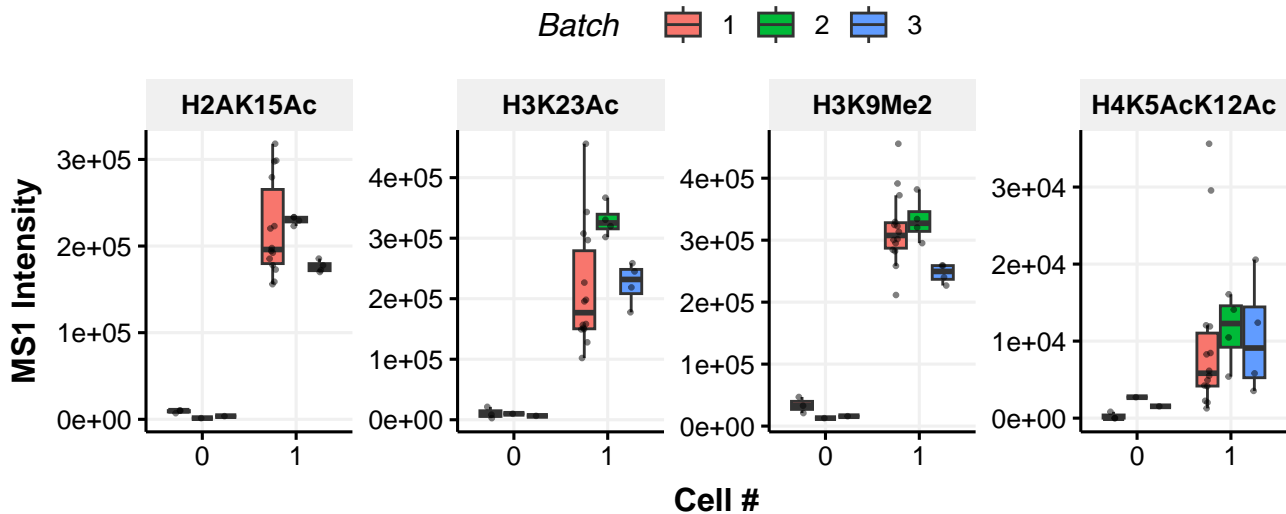 Batch 1 2 3
H2AK15Ac H3K23Ac H3K9Me2 H4K5AcK12Ac
MS1 Intensity
3e+05
2e+05
1e+05
0e+00
0 1
4e+05
3e+05
2e+05
1e+05
0e+00
0 1
4e+05
3e+05
2e+05
1e+05
0e+00
0 1
3e+04
2e+04
1e+04
0e+00
0 1
Cell #